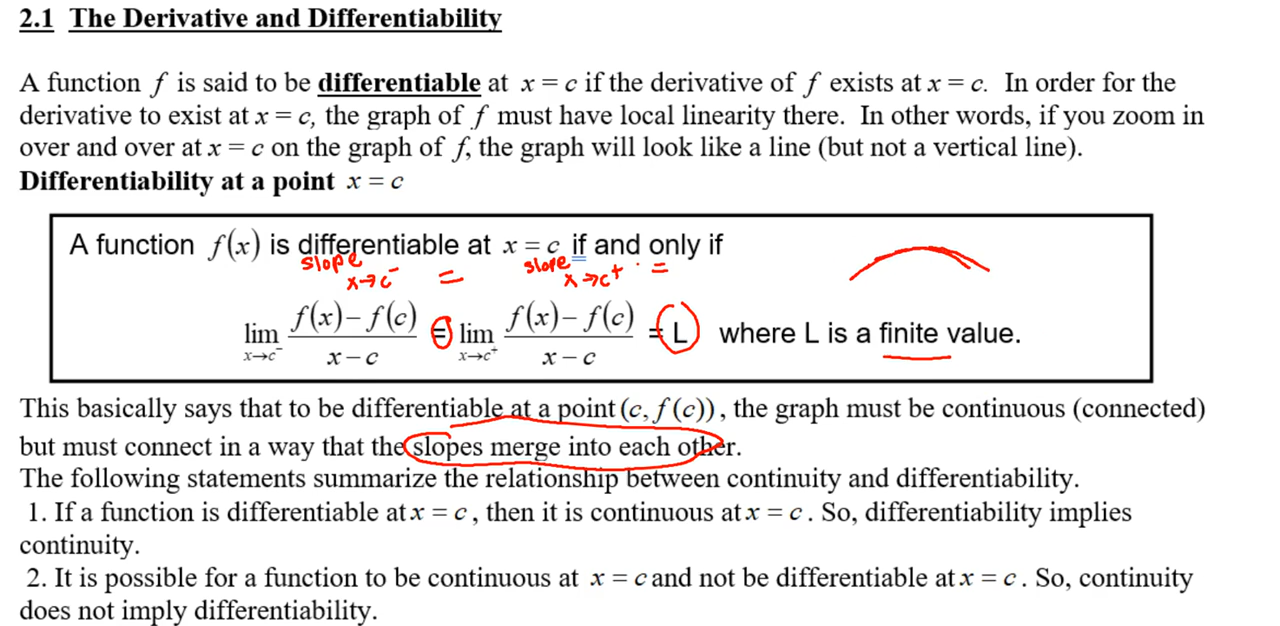 2.1 The Derivative and Differentiability
A function f is said to be differentiable at x = c if the derivative of f exists at x = c. In order for the
derivative to exist at x = c, the graph of f must have local linearity there. In other words, if you zoom in
over and over at x = c on the graph of f, the graph will look like a line (but not a vertical line).
Differentiability at a point x = c
A function f(x) is differentiable at x = c if and only if
slope x→c⁻ = slope x→c⁺ =
lim x→c⁻ (f(x) − f(c))/(x − c) = lim x→c⁺ (f(x) − f(c))/(x − c) = L where L is a finite value.
This basically says that to be differentiable at a point (c, f(c)), the graph must be continuous (connected)
but must connect in a way that the slopes merge into each other.
The following statements summarize the relationship between continuity and differentiability.
1. If a function is differentiable at x = c, then it is continuous at x = c. So, differentiability implies
continuity.
2. It is possible for a function to be continuous at x = c and not be differentiable at x = c. So, continuity
does not imply differentiability.